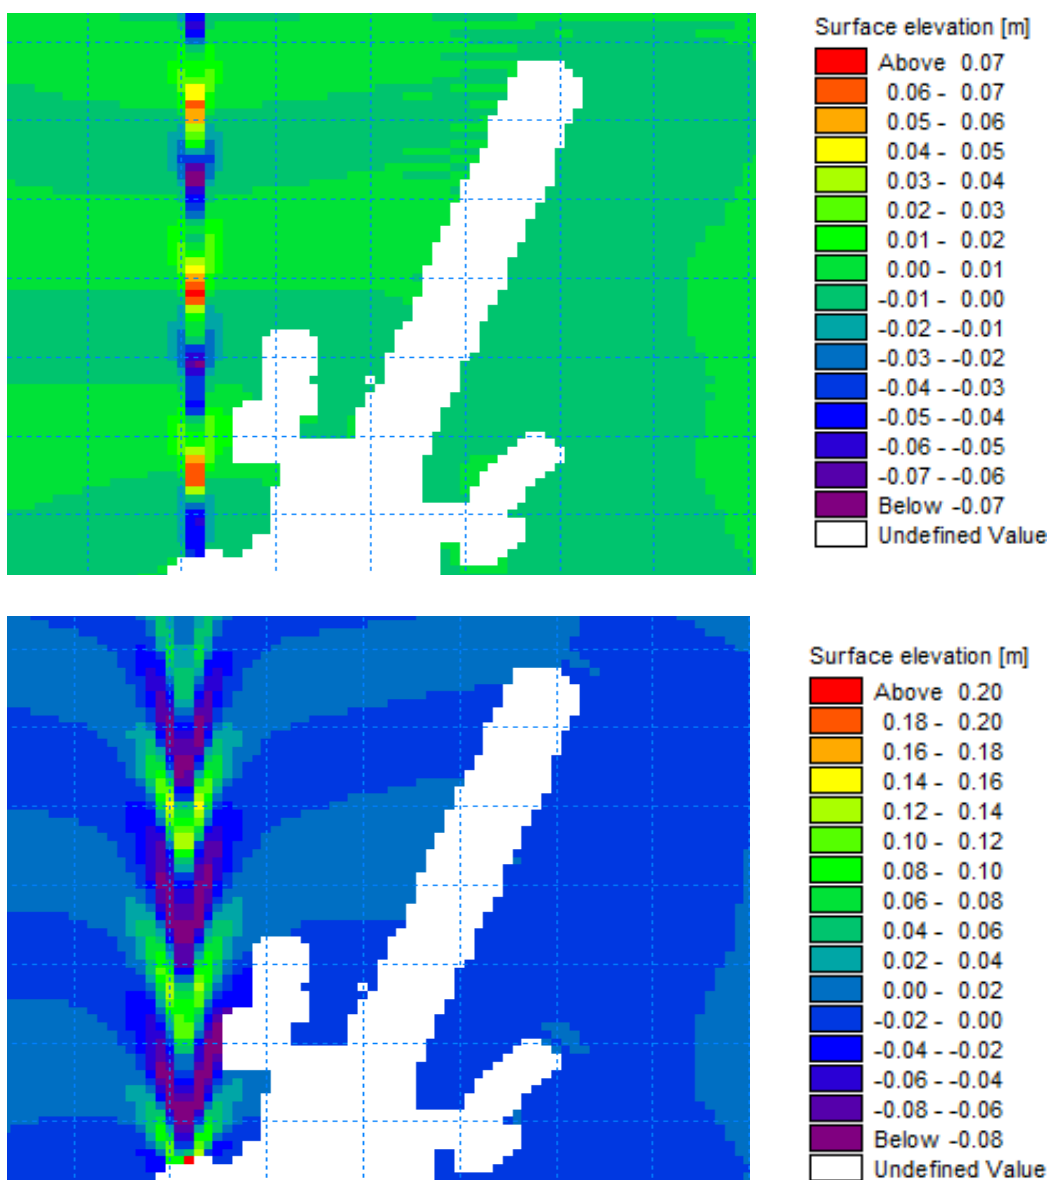 Surface elevation [m]
Above 0.07
0.06 - 0.07
0.05 - 0.06
0.04 - 0.05
0.03 - 0.04
0.02 - 0.03
0.01 - 0.02
0.00 - 0.01
-0.01 - 0.00
-0.02 - -0.01
-0.03 - -0.02
-0.04 - -0.03
-0.05 - -0.04
-0.06 - -0.05
-0.07 - -0.06
Below -0.07
Undefined Value
Surface elevation [m]
Above 0.20
0.18 - 0.20
0.16 - 0.18
0.14 - 0.16
0.12 - 0.14
0.10 - 0.12
0.08 - 0.10
0.06 - 0.08
0.04 - 0.06
0.02 - 0.04
0.00 - 0.02
-0.02 - 0.00
-0.04 - -0.02
-0.06 - -0.04
-0.08 - -0.06
Below -0.08
Undefined Value